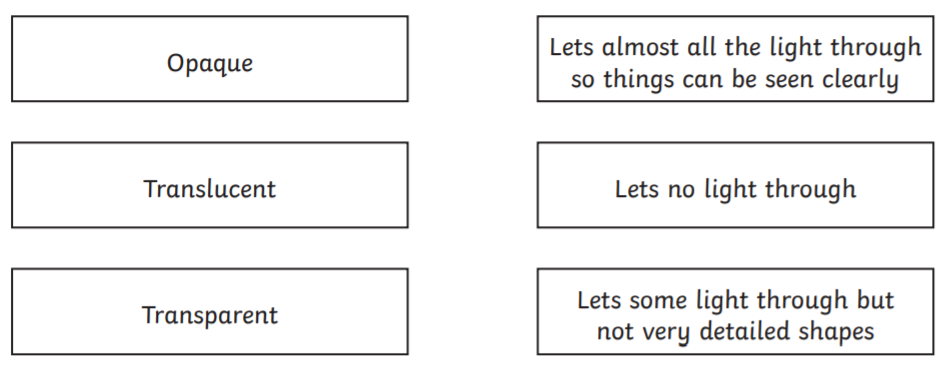 Opaque
Lets almost all the light through
so things can be seen clearly
Translucent
Lets no light through
Transparent
Lets some light through but
not very detailed shapes